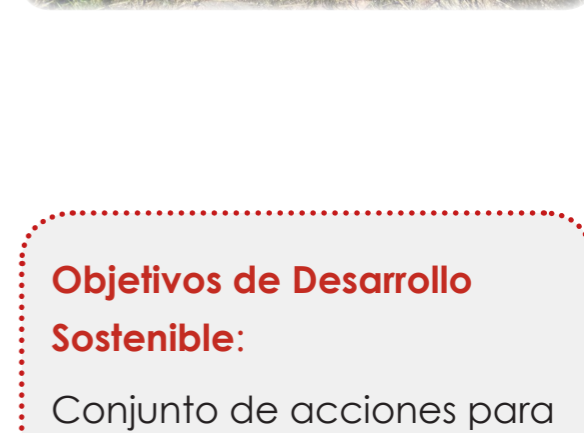 Objetivos de Desarrollo
Sostenible:
Conjunto de acciones para